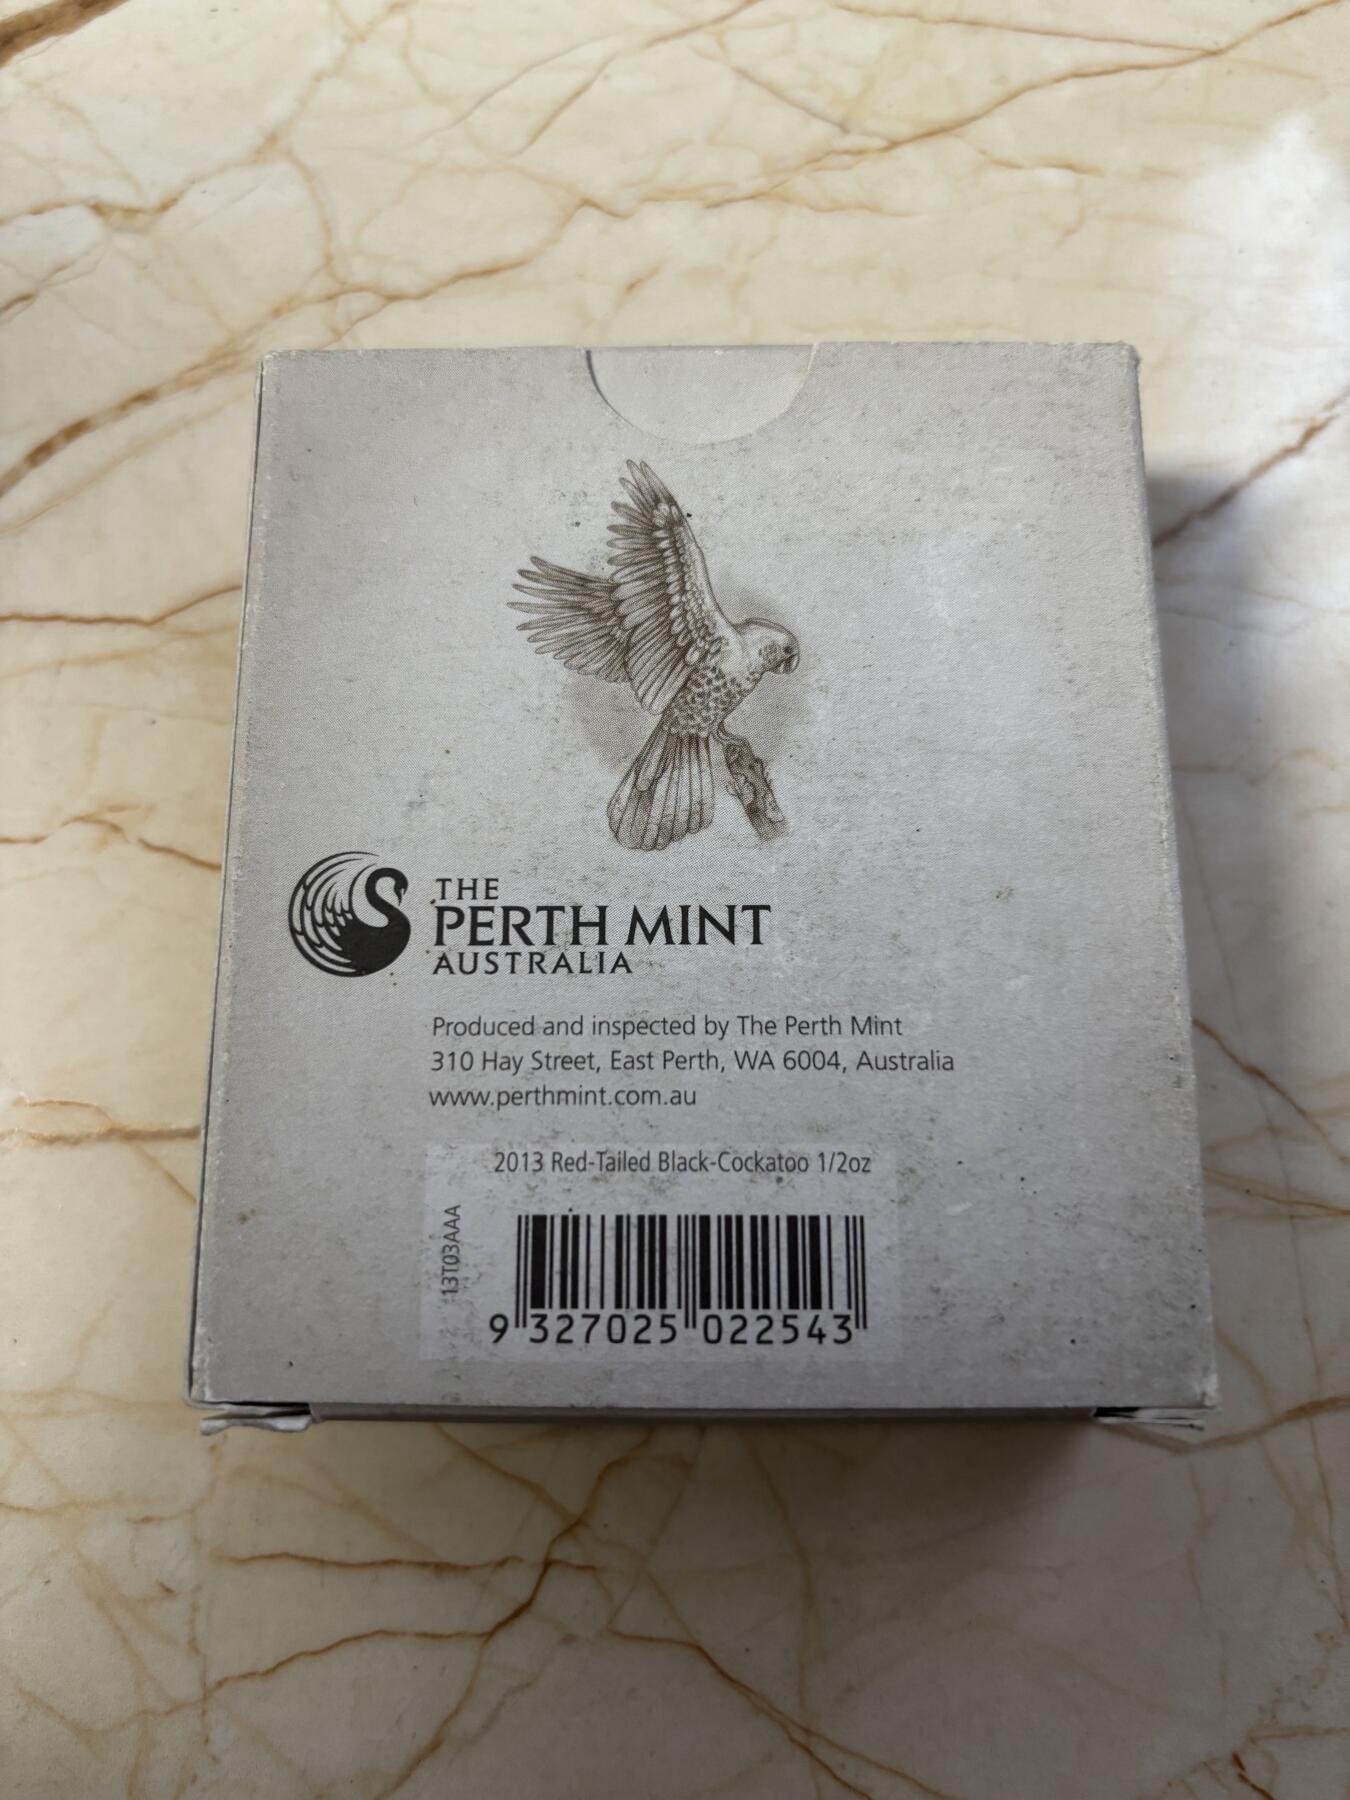 THE
PERTH MINT
AUSTRALIA
Produced and inspected by The Perth Mint
310 Hay Street, East Perth, WA 6004, Australia
www.perthmint.com.au
2013 Red-Tailed Black-Cockatoo 1/2oz
13T03AAA
9 327025 022543